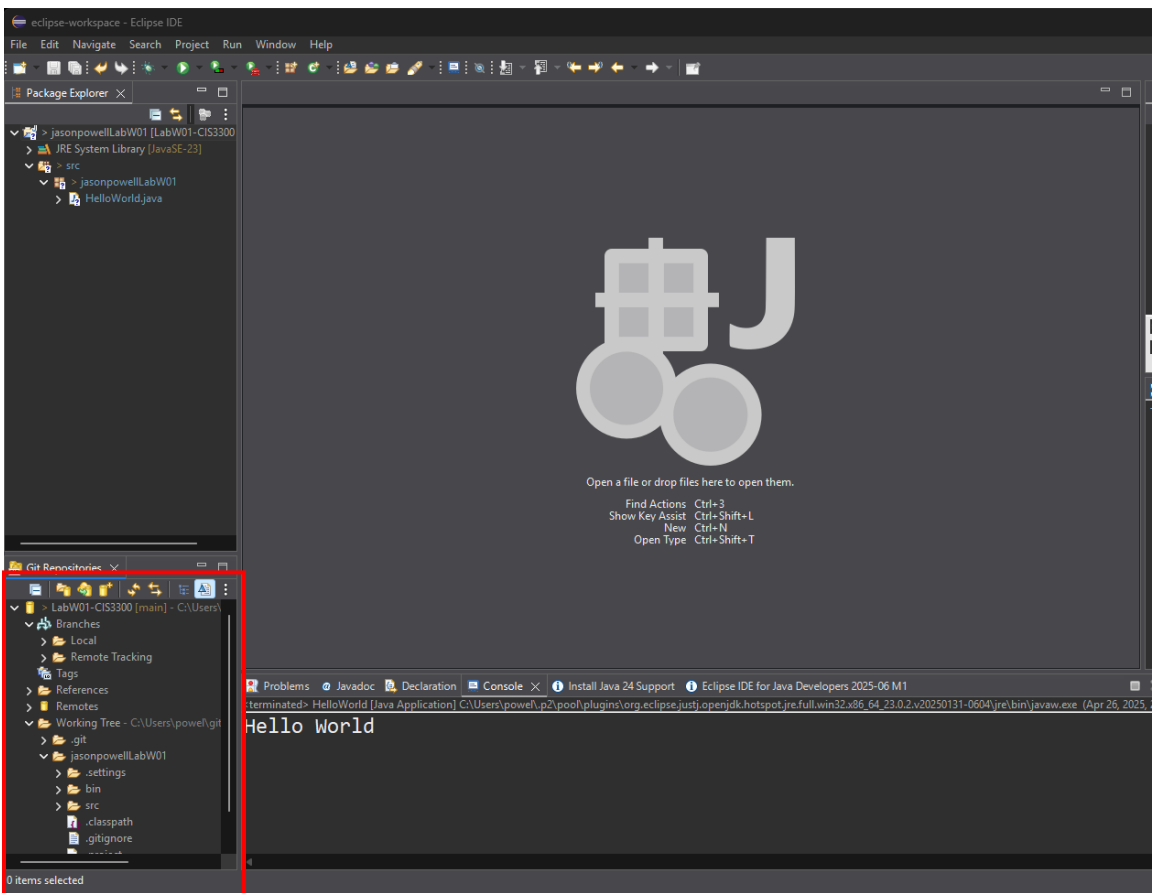 eclipse-workspace - Eclipse IDE
File Edit Navigate Search Project Run Window Help
Package Explorer
> jasonpowellLabW01 [LabW01-CIS3300
JRE System Library [JavaSE-23]
> src
> jasonpowellLabW01
HelloWorld.java
J
Open a file or drop files here to open them.
Find Actions Ctrl+3
Show Key Assist Ctrl+Shift+L
New Ctrl+N
Open Type Ctrl+Shift+T
Git Repositories
> LabW01-CIS3300 [main] - C:\Users\
Branches
Local
Remote Tracking
Tags
References
Remotes
Working Tree - C:\Users\powel\git
.git
jasonpowellLabW01
.settings
bin
src
.classpath
.gitignore
Problems Javadoc Declaration Console Install Java 24 Support Eclipse IDE for Java Developers 2025-06 M1
<terminated> HelloWorld [Java Application] C:\Users\powel\.p2\pool\plugins\org.eclipse.justj.openjdk.hotspot.jre.full.win32.x86_64_23.0.2.v20250131-0604\jre\bin\javaw.exe (Apr 26, 2025,
Hello World
0 items selected